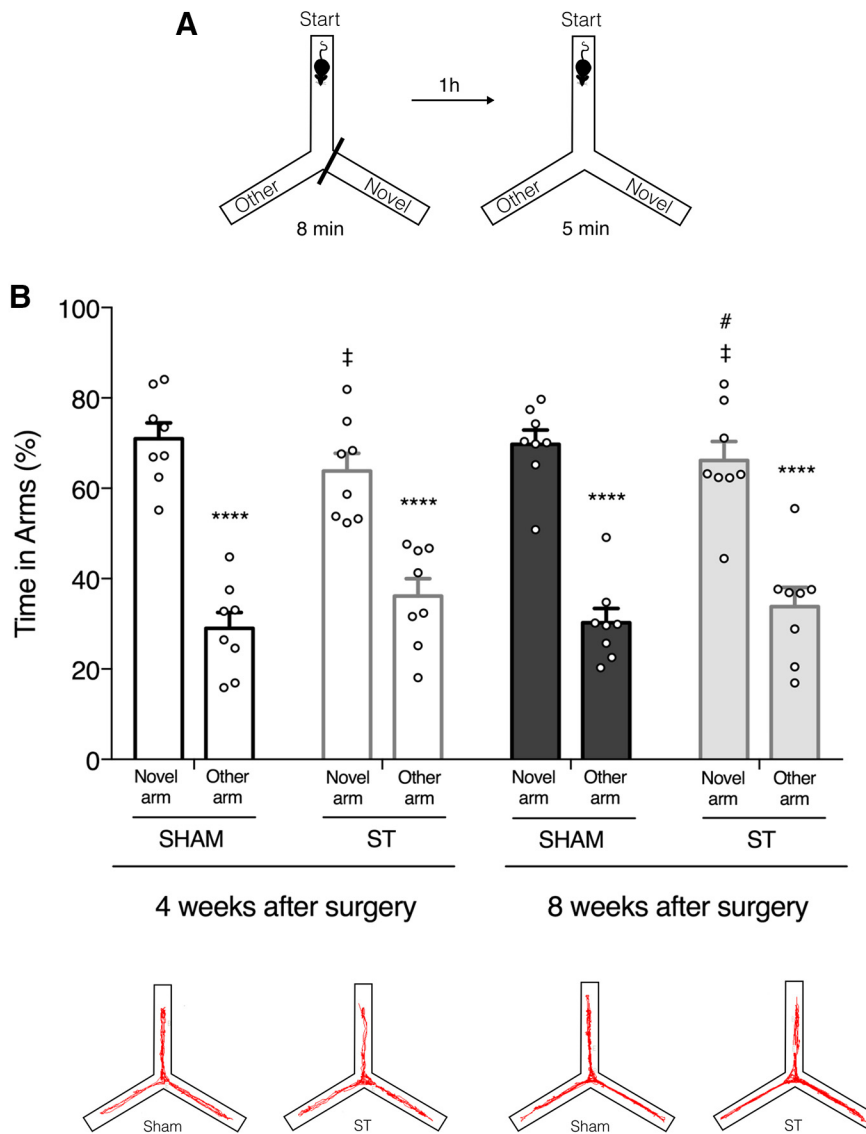 A
Start
Start
1h
Other
Novel
Other
Novel
8 min
5 min
B
Time in Arms (%)
100
80
60
40
20
0
‡
#
‡
****
****
****
****
Novel arm
Other arm
Novel arm
Other arm
Novel arm
Other arm
Novel arm
Other arm
SHAM
ST
SHAM
ST
4 weeks after surgery
8 weeks after surgery
Sham
ST
Sham
ST